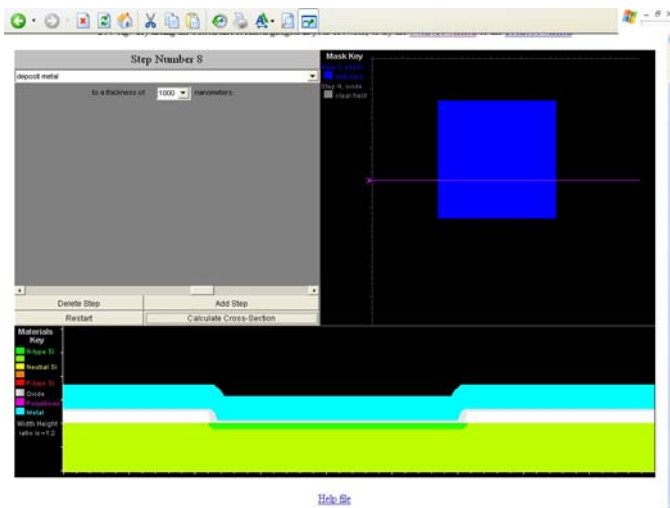 Step Number 8
deposit metal
to a thickness of 1000 nanometers.
Delete Step
Add Step
Restart
Calculate Cross-Section
Mask Key
Step 4, oxide
clear field
Materials
Key
N-type Si
Neutral Si
P-type Si
Oxide
Metal
Width:Height
ratio is ~1:2
Help file